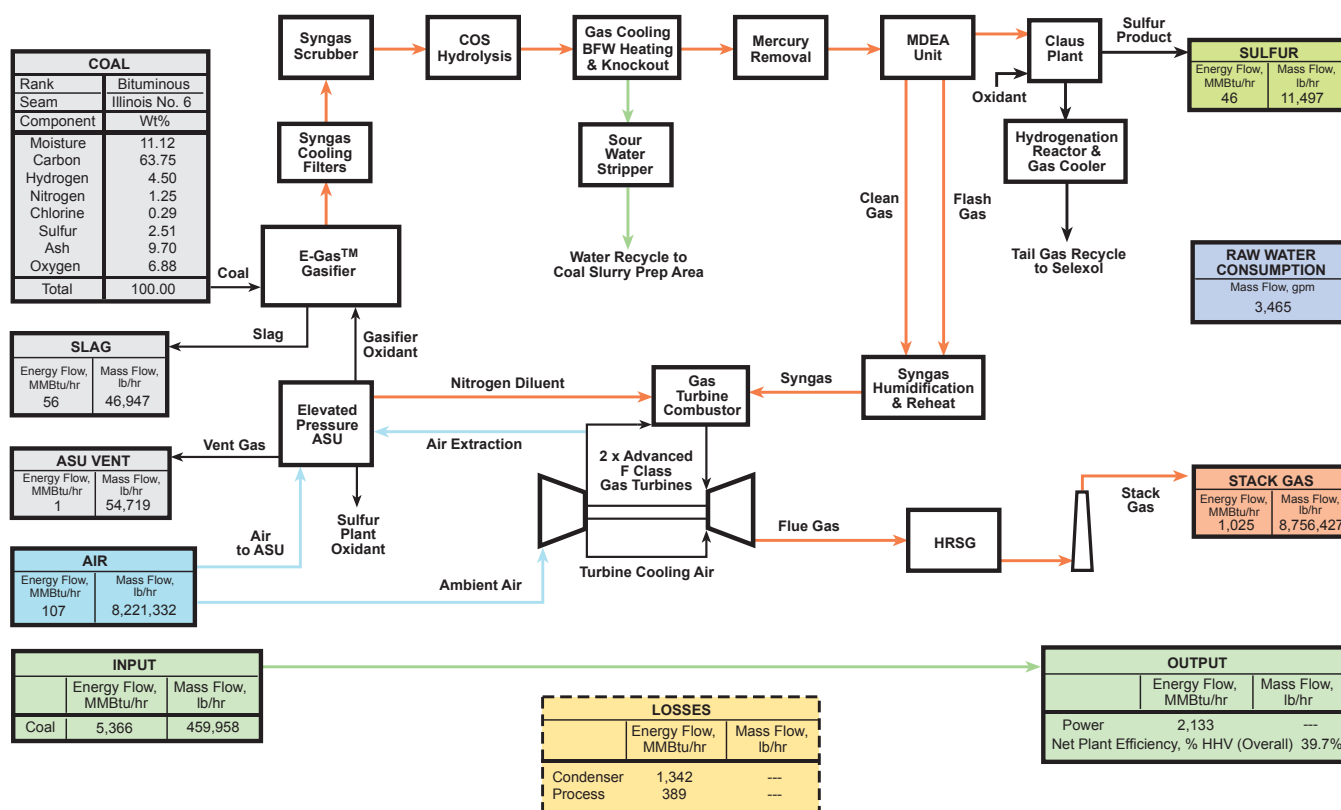 COAL
Rank Bituminous
Seam Illinois No. 6
Component Wt%
Moisture 11.12
Carbon 63.75
Hydrogen 4.50
Nitrogen 1.25
Chlorine 0.29
Sulfur 2.51
Ash 9.70
Oxygen 6.88
Total 100.00
Coal
Syngas
Scrubber
COS
Hydrolysis
Gas Cooling
BFW Heating
& Knockout
Mercury
Removal
MDEA
Unit
Claus
Plant
Sulfur
Product
Oxidant
SULFUR
Energy Flow, Mass Flow,
MMBtu/hr lb/hr
46 11,497
Syngas
Cooling
Filters
Sour
Water
Stripper
Hydrogenation
Reactor &
Gas Cooler
Clean
Gas
Flash
Gas
E-Gas™
Gasifier
Water Recycle to
Coal Slurry Prep Area
Tail Gas Recycle
to Selexol
RAW WATER
CONSUMPTION
Mass Flow, gpm
3,465
Slag
Gasifier
Oxidant
SLAG
Energy Flow, Mass Flow,
MMBtu/hr lb/hr
56 46,947
Elevated
Pressure
ASU
Nitrogen Diluent
Gas
Turbine
Combustor
Syngas
Syngas
Humidification
& Reheat
Vent Gas
Air Extraction
ASU VENT
Energy Flow, Mass Flow,
MMBtu/hr lb/hr
1 54,719
2 x Advanced
F Class
Gas Turbines
Sulfur
Plant
Oxidant
Air
to ASU
Flue Gas
HRSG
Stack
Gas
STACK GAS
Energy Flow, Mass Flow,
MMBtu/hr lb/hr
1,025 8,756,427
AIR
Energy Flow, Mass Flow,
MMBtu/hr lb/hr
107 8,221,332
Ambient Air
Turbine Cooling Air
INPUT
Energy Flow, Mass Flow,
MMBtu/hr lb/hr
Coal 5,366 459,958
LOSSES
Energy Flow, Mass Flow,
MMBtu/hr lb/hr
Condenser 1,342 ---
Process 389 ---
OUTPUT
Energy Flow, Mass Flow,
MMBtu/hr lb/hr
Power 2,133 ---
Net Plant Efficiency, % HHV (Overall) 39.7%